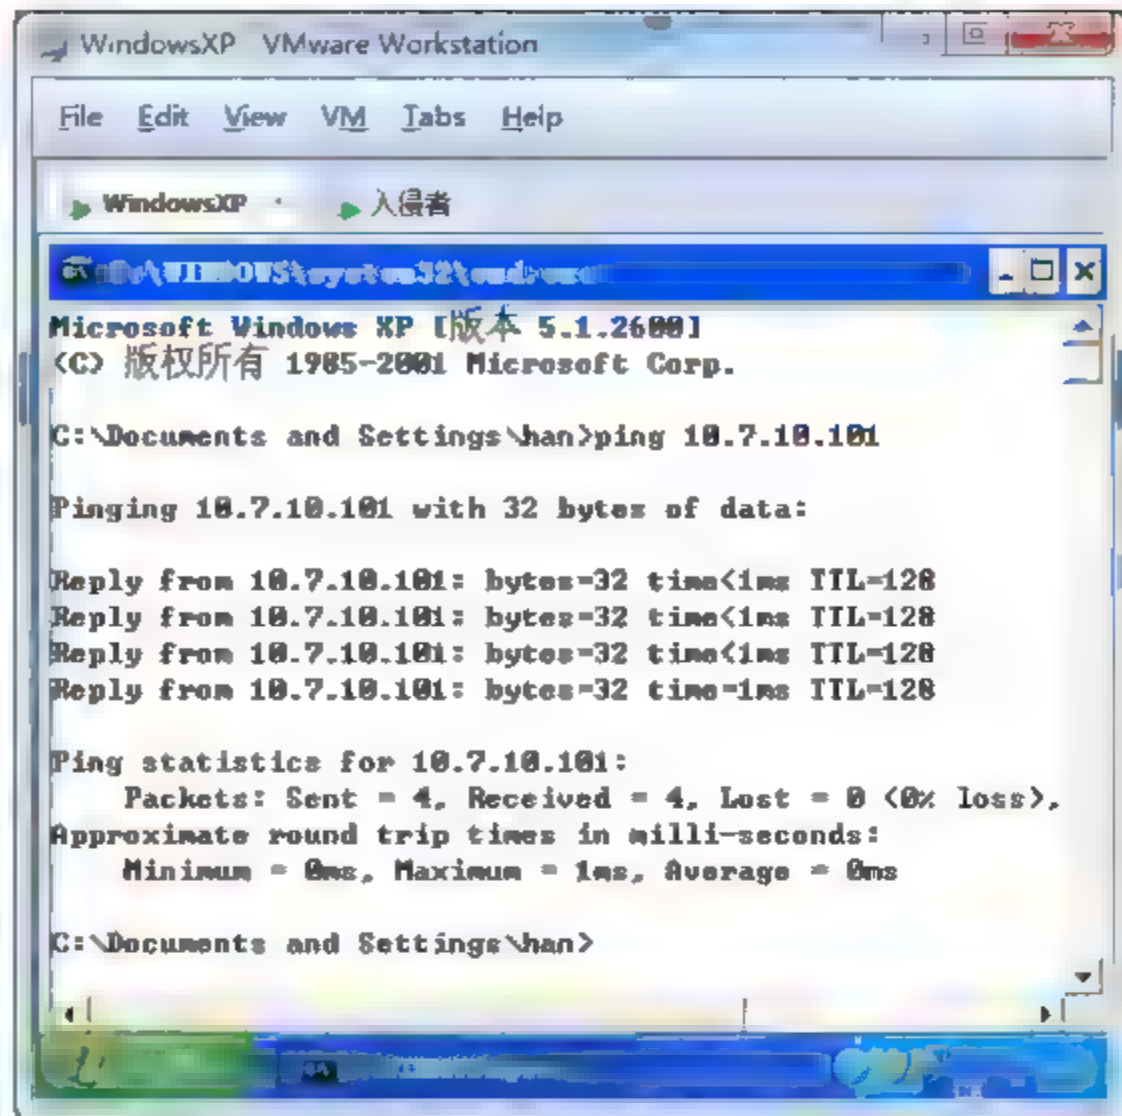 WindowsXP VMware Workstation
File Edit View VM Tabs Help
WindowsXP 入侵者
Microsoft Windows XP [版本 5.1.2600]
(C) 版权所有 1985-2001 Microsoft Corp.
C:\Documents and Settings\han>ping 10.7.10.101
Pinging 10.7.10.101 with 32 bytes of data:
Reply from 10.7.10.101: bytes=32 time<1ms TTL=128
Reply from 10.7.10.101: bytes=32 time<1ms TTL=128
Reply from 10.7.10.101: bytes=32 time<1ms TTL=128
Reply from 10.7.10.101: bytes=32 time=1ms TTL=128
Ping statistics for 10.7.10.101:
Packets: Sent = 4, Received = 4, Lost = 0 (0% loss),
Approximate round trip times in milli-seconds:
Minimum = 0ms, Maximum = 1ms, Average = 0ms
C:\Documents and Settings\han>